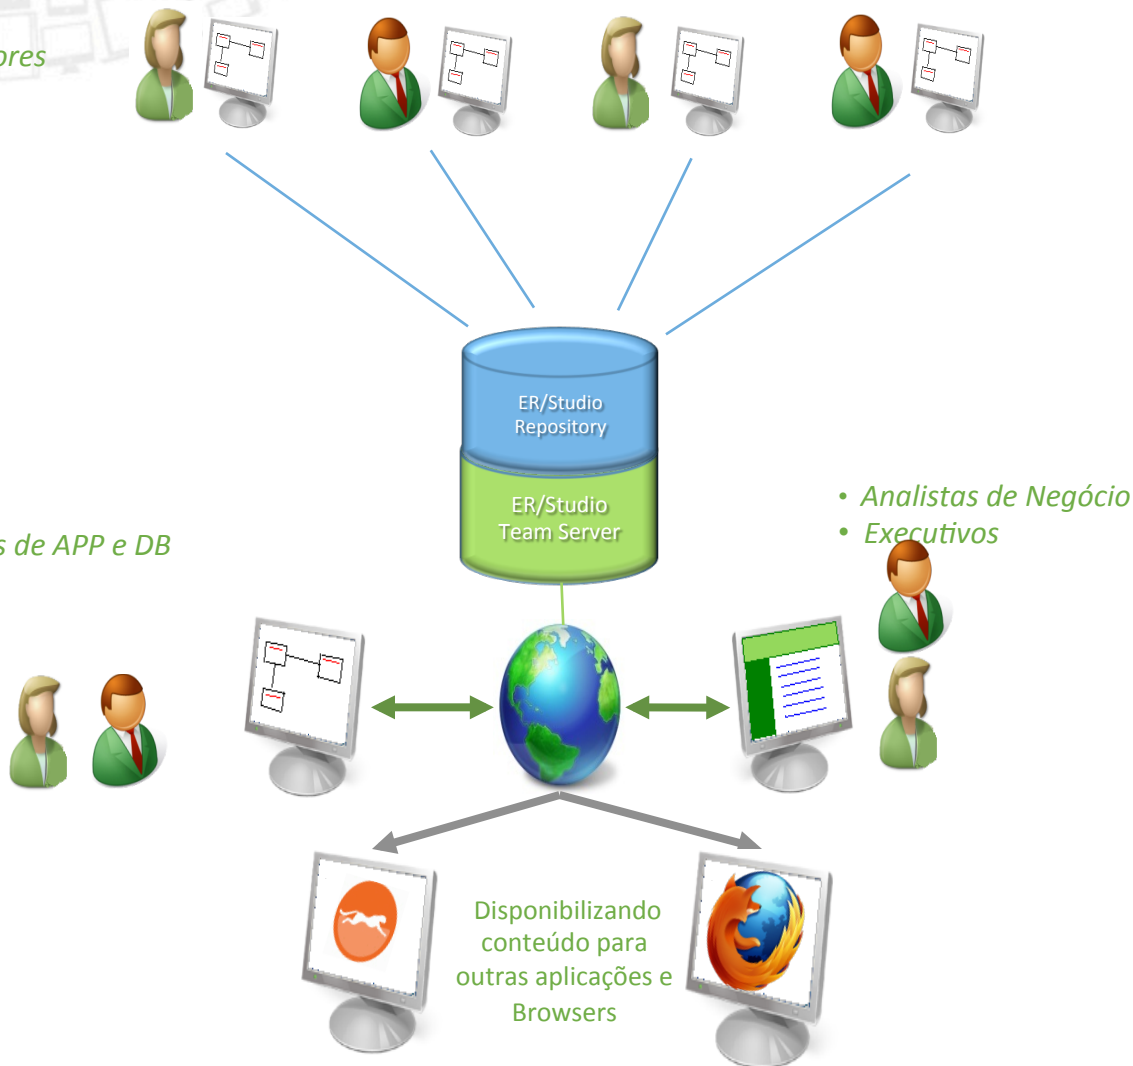 ores
ER/Studio
Repository
ER/Studio
Team Server
• Analistas de Negócio
• Executivos
s de APP e DB
Disponibilizando
conteúdo para
outras aplicações e
Browsers